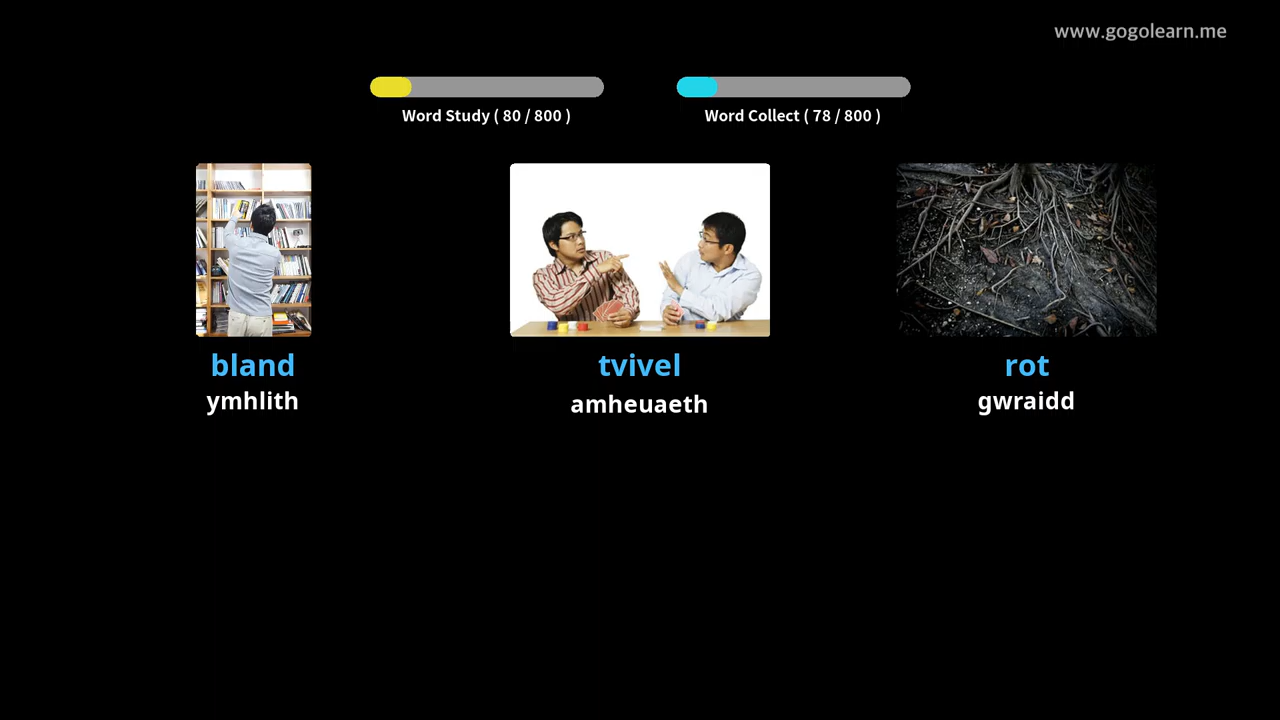 www.gogolearn.me
Word Study ( 80 / 800 )
Word Collect ( 78 / 800 )
bland
ymhlith
tvivel
amheuaeth
rot
gwraidd